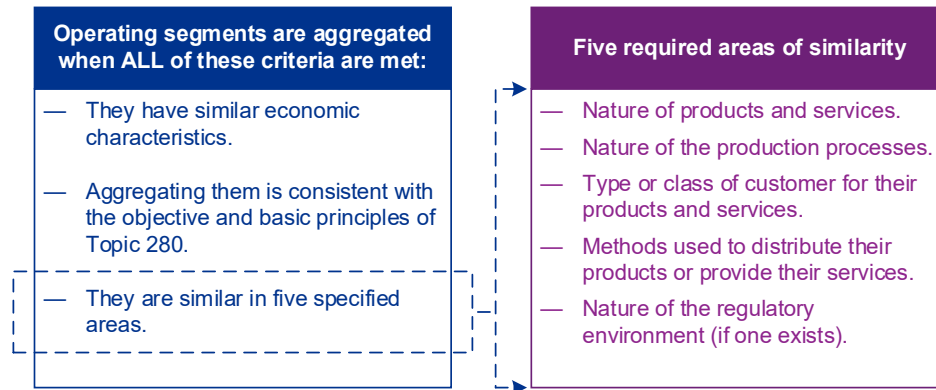 Operating segments are aggregated
when ALL of these criteria are met:
— They have similar economic
characteristics.
— Aggregating them is consistent with
the objective and basic principles of
Topic 280.
— They are similar in five specified
areas.
Five required areas of similarity
— Nature of products and services.
— Nature of the production processes.
— Type or class of customer for their
products and services.
— Methods used to distribute their
products or provide their services.
— Nature of the regulatory
environment (if one exists).